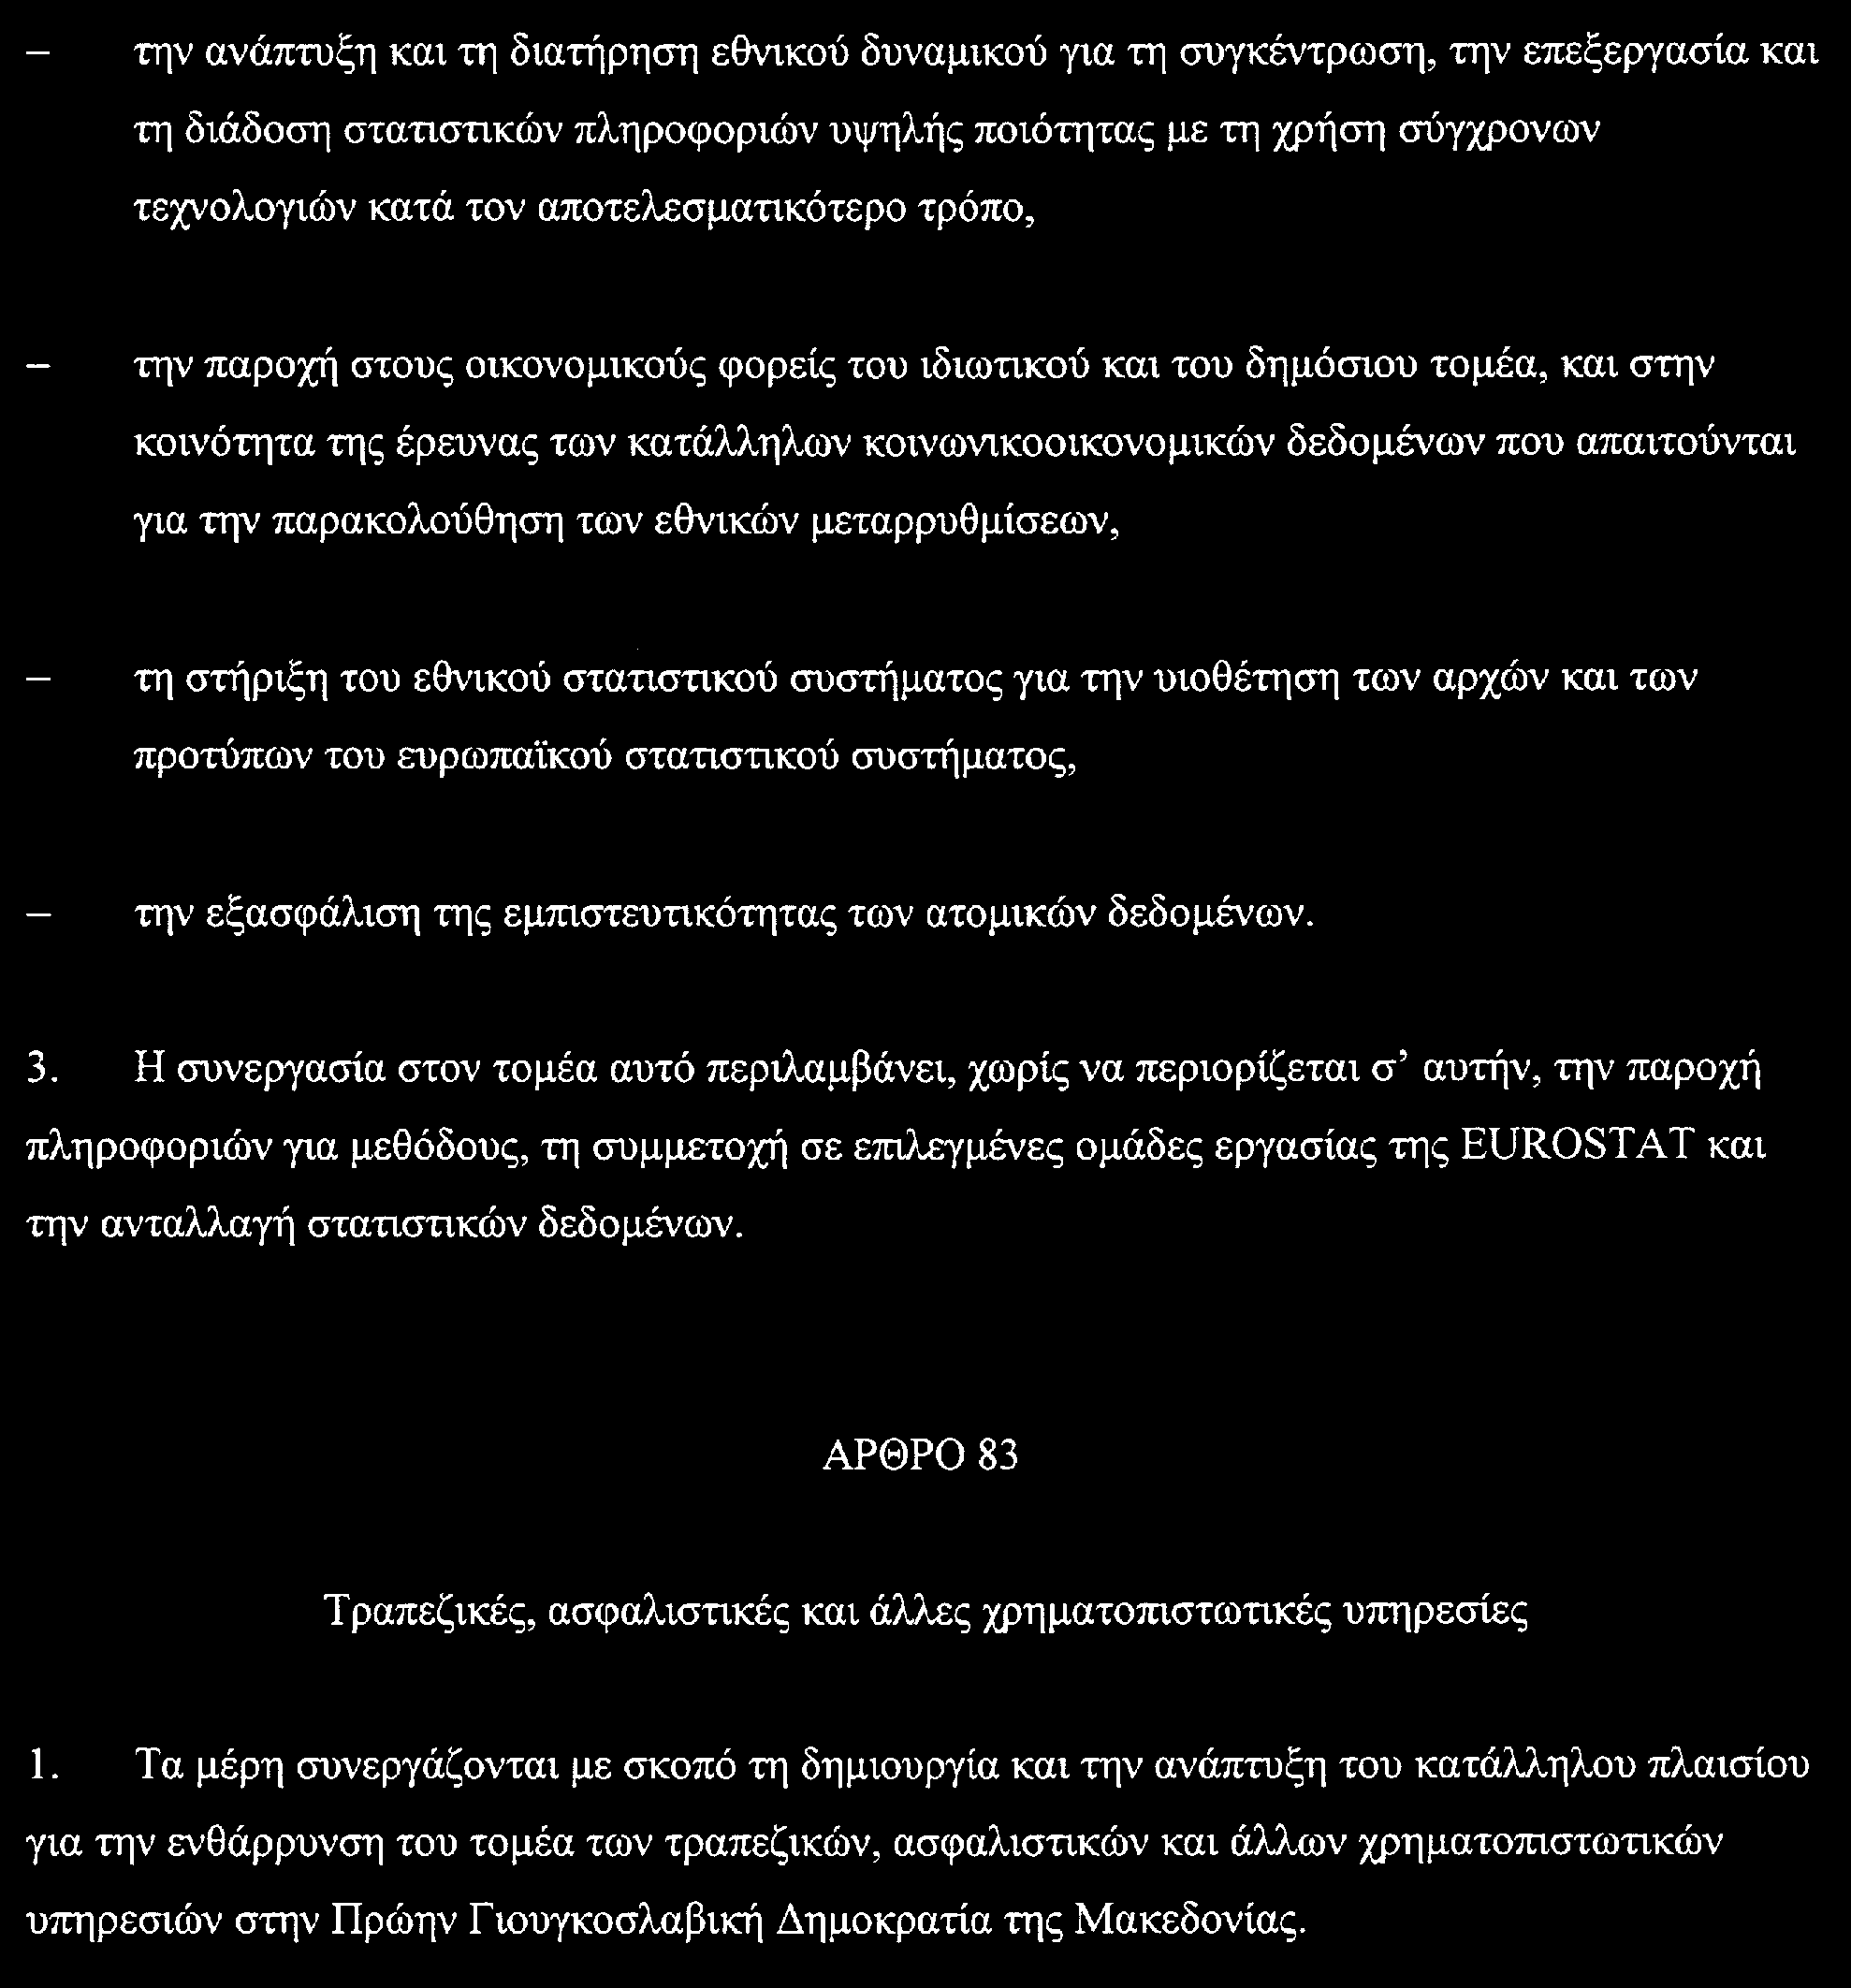 – την ανάπτυξη και τη διατήρηση εθνικού δυναμικού για τη συγκέντρωση, την επεξεργασία και
τη διάδοση στατιστικών πληροφοριών υψηλής ποιότητας με τη χρήση σύγχρονων
τεχνολογιών κατά τον αποτελεσματικότερο τρόπο,
– την παροχή στους οικονομικούς φορείς του ιδιωτικού και του δημόσιου τομέα, και στην
κοινότητα της έρευνας των κατάλληλων κοινωνικοοικονομικών δεδομένων που απαιτούνται
για την παρακολούθηση των εθνικών μεταρρυθμίσεων,
– τη στήριξη του εθνικού στατιστικού συστήματος για την υιοθέτηση των αρχών και των
προτύπων του ευρωπαϊκού στατιστικού συστήματος,
– την εξασφάλιση της εμπιστευτικότητας των ατομικών δεδομένων.
3. Η συνεργασία στον τομέα αυτό περιλαμβάνει, χωρίς να περιορίζεται σ’ αυτήν, την παροχή
πληροφοριών για μεθόδους, τη συμμετοχή σε επιλεγμένες ομάδες εργασίας της EUROSTAT και
την ανταλλαγή στατιστικών δεδομένων.
ΑΡΘΡΟ 83
Τραπεζικές, ασφαλιστικές και άλλες χρηματοπιστωτικές υπηρεσίες
1. Τα μέρη συνεργάζονται με σκοπό τη δημιουργία και την ανάπτυξη του κατάλληλου πλαισίου
για την ενθάρρυνση του τομέα των τραπεζικών, ασφαλιστικών και άλλων χρηματοπιστωτικών
υπηρεσιών στην Πρώην Γιουγκοσλαβική Δημοκρατία της Μακεδονίας.